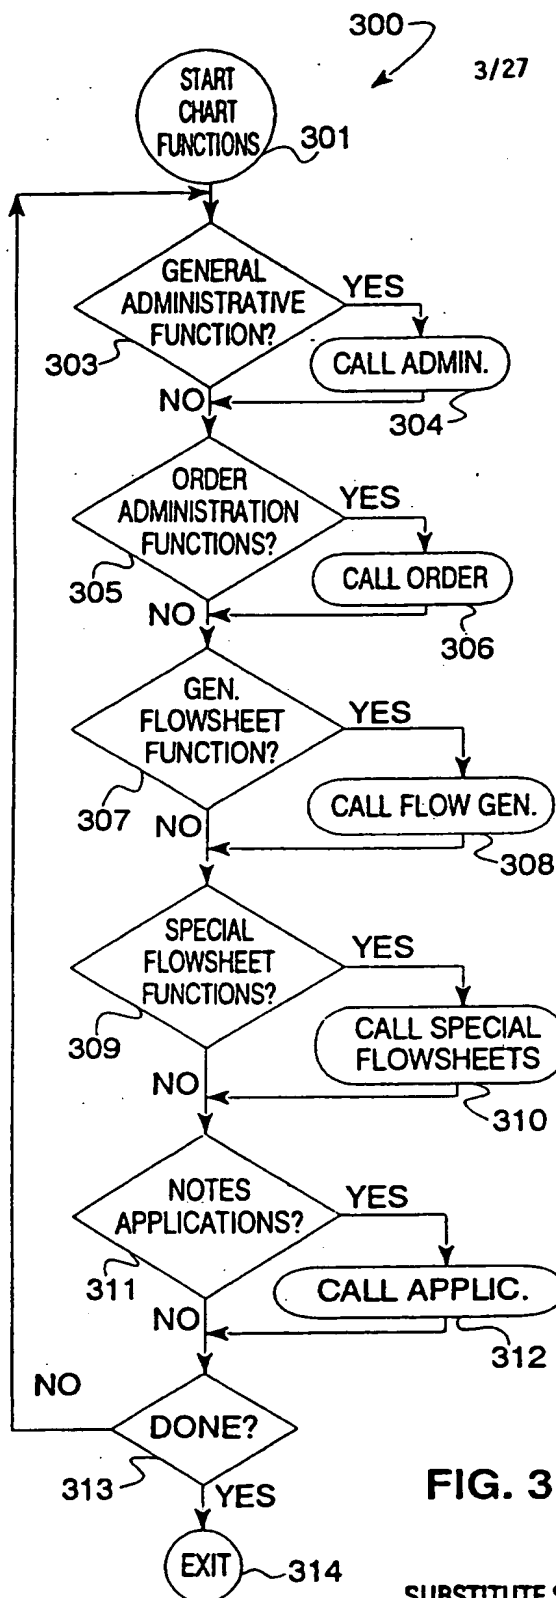 300
3/27
START
CHART
FUNCTIONS
301
GENERAL
ADMINISTRATIVE
FUNCTION?
YES
303
CALL ADMIN.
NO
304
ORDER
ADMINISTRATION
FUNCTIONS?
YES
305
CALL ORDER
NO
306
GEN.
FLOWSHEET
FUNCTION?
YES
307
CALL FLOW GEN.
NO
308
SPECIAL
FLOWSHEET
FUNCTIONS?
YES
309
CALL SPECIAL
FLOWSHEETS
NO
310
NOTES
APPLICATIONS?
YES
311
CALL APPLIC.
NO
312
NO
DONE?
313
YES
FIG. 3
EXIT
314
SUBSTITUTE S